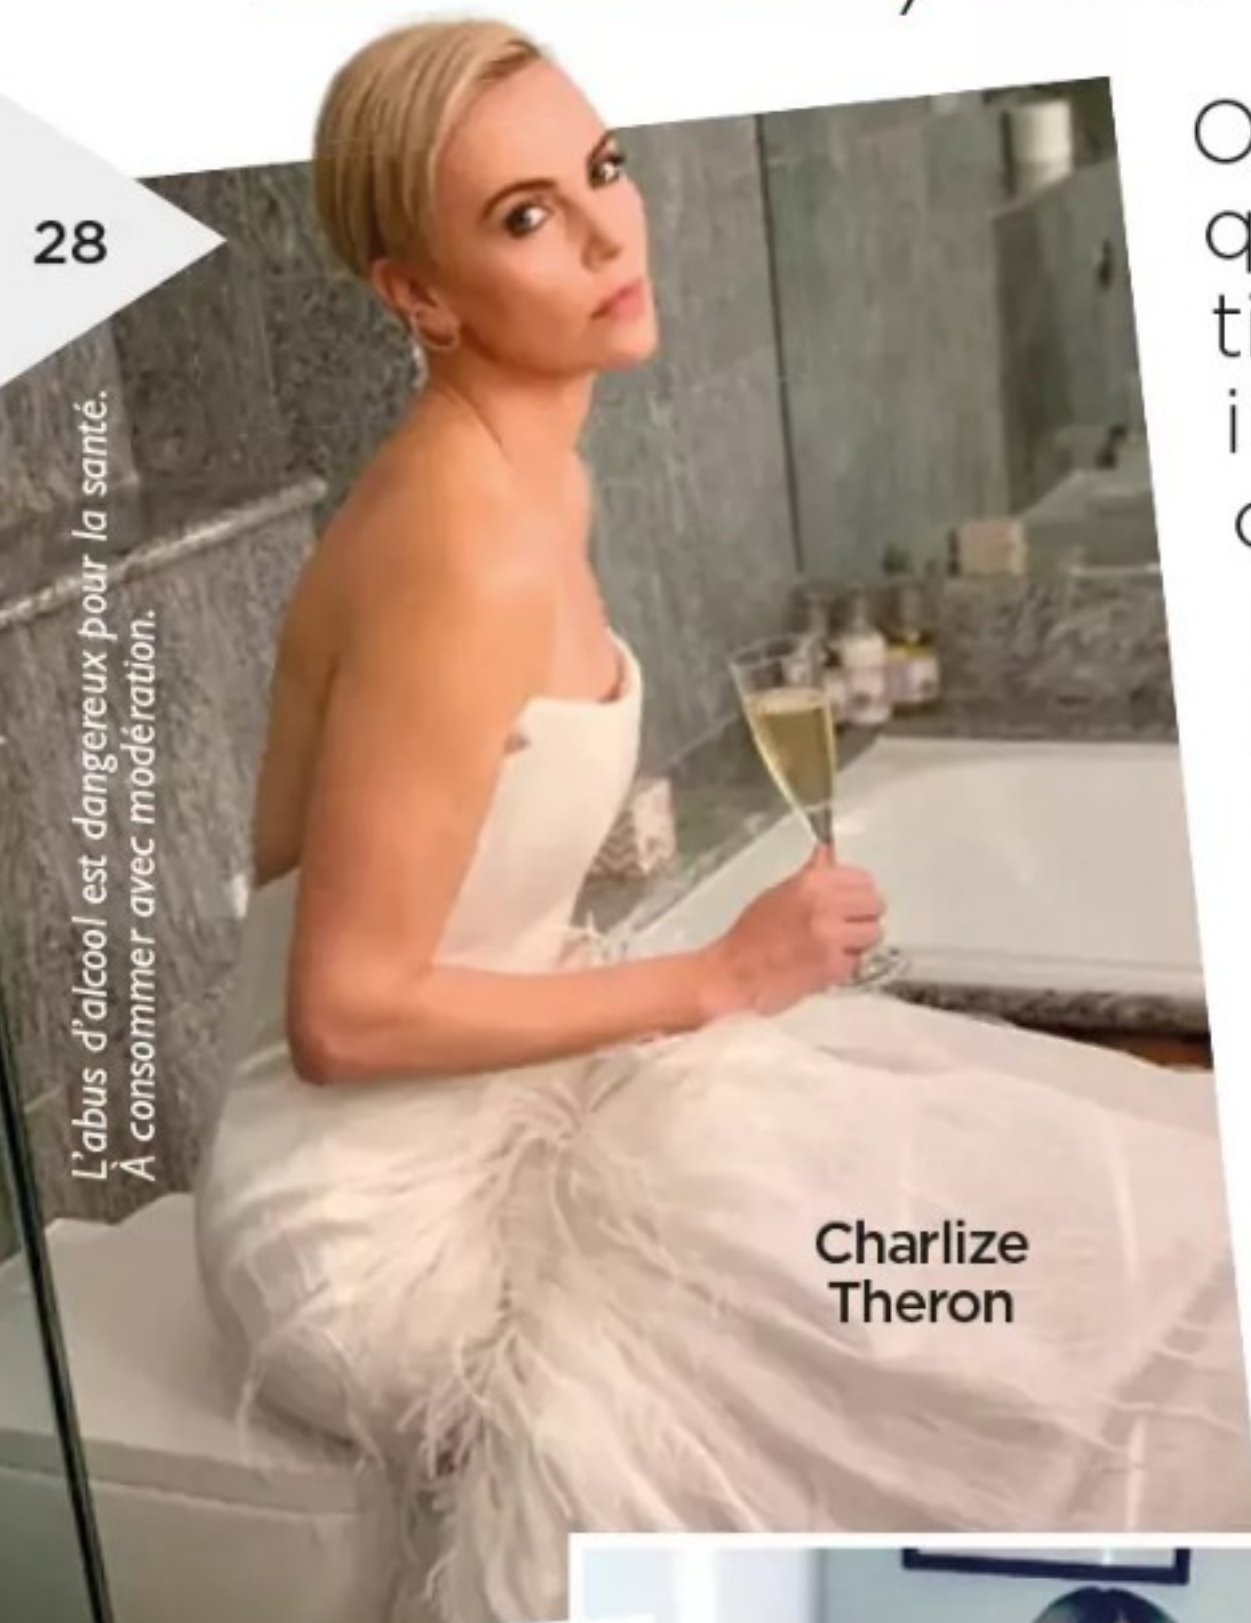 28
L'abus d'alcool est dangereux pour la santé.
À consommer avec modération.
Charlize
Theron